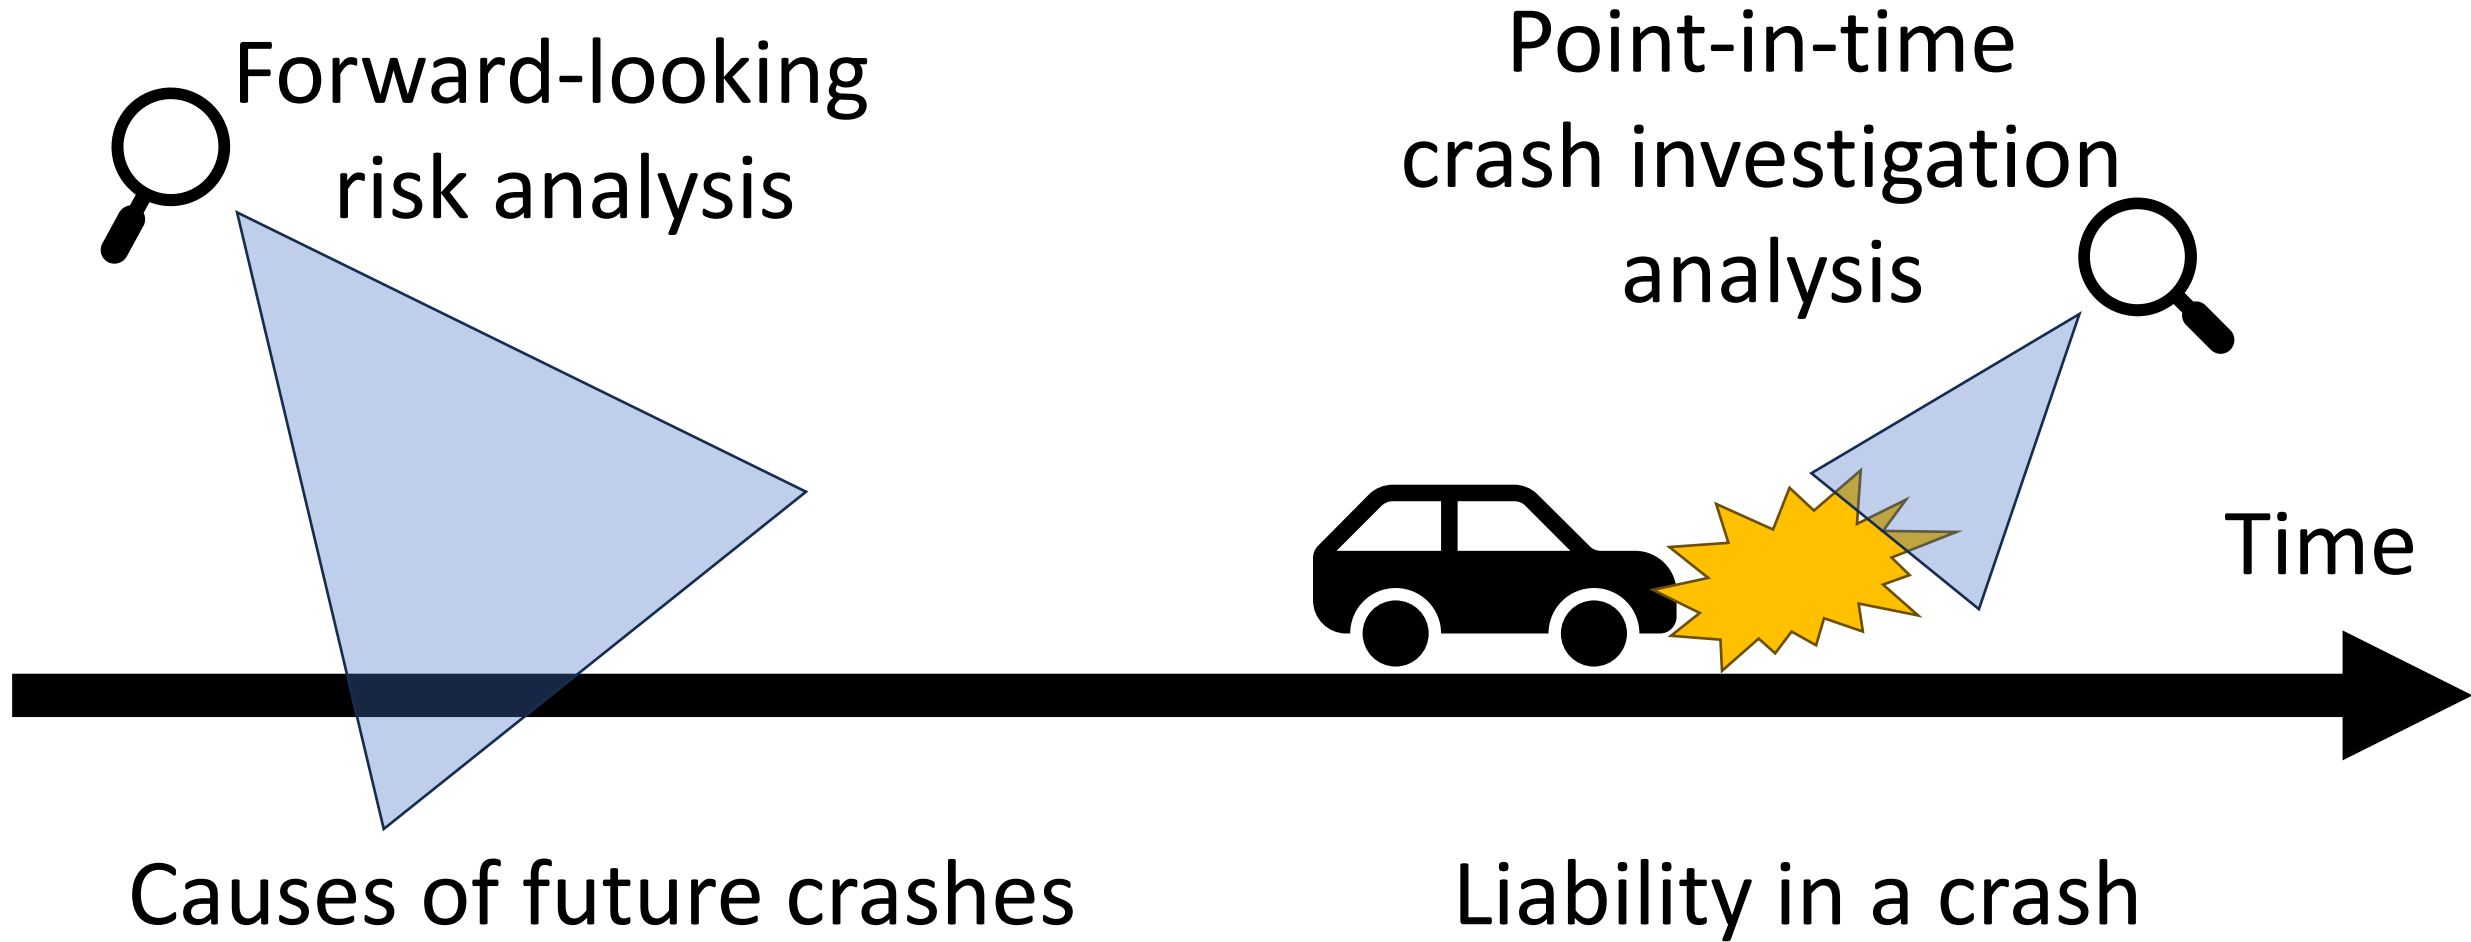 Forward-looking
risk analysis
Point-in-time
crash investigation
analysis
Time
Causes of future crashes
Liability in a crash